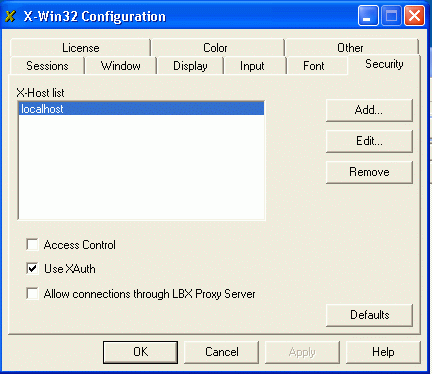 X-Win32 Configuration
License Color Other
Sessions Window Display Input Font Security
X-Host list
localhost
Add...
Edit...
Remove
Access Control
Use XAuth
Allow connections through LBX Proxy Server
Defaults
OK Cancel Apply Help